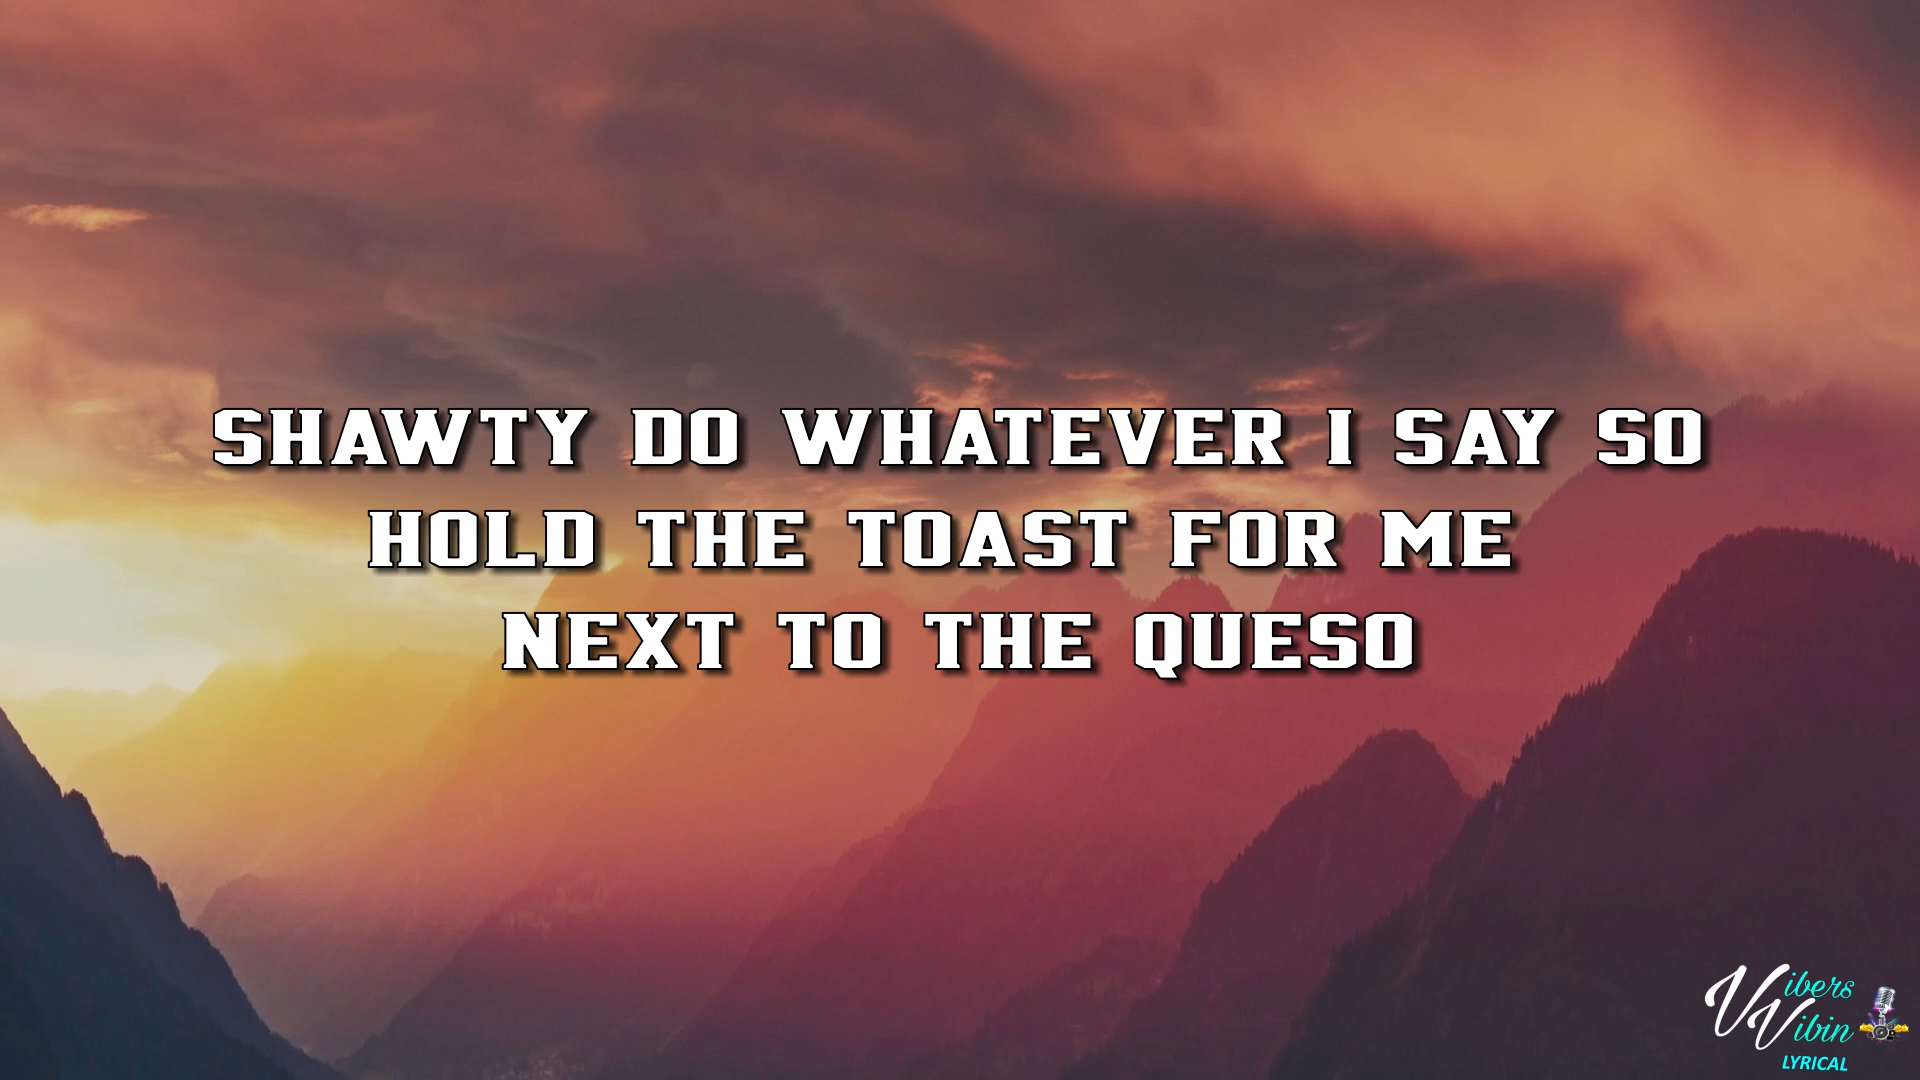 SHAWTY DO WHATEVER I SAY SO
HOLD THE TOAST FOR ME
NEXT TO THE QUESO
Vibers
Vibin
LYRICAL